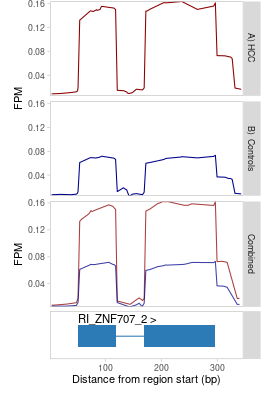 0.16
0.12
0.08
0.04
FPM
A) HCC
0.16
0.12
0.08
0.04
B) Controls
0.16
0.12
0.08
0.04
FPM
Combined
RI_ZNF707_2 >
100
200
300
Distance from region start (bp)